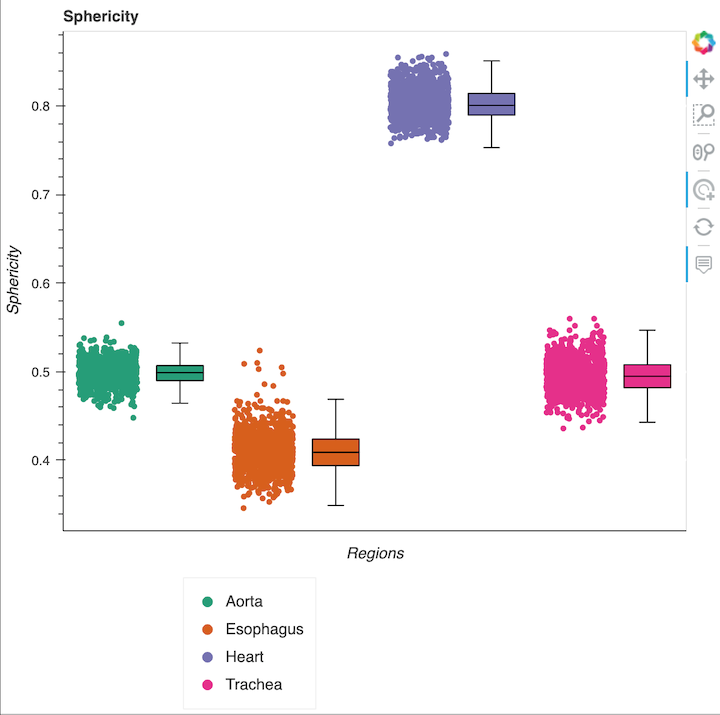 Sphericity
0.8
0.7
0.6
0.5
0.4
Sphericity
Regions
Aorta
Esophagus
Heart
Trachea